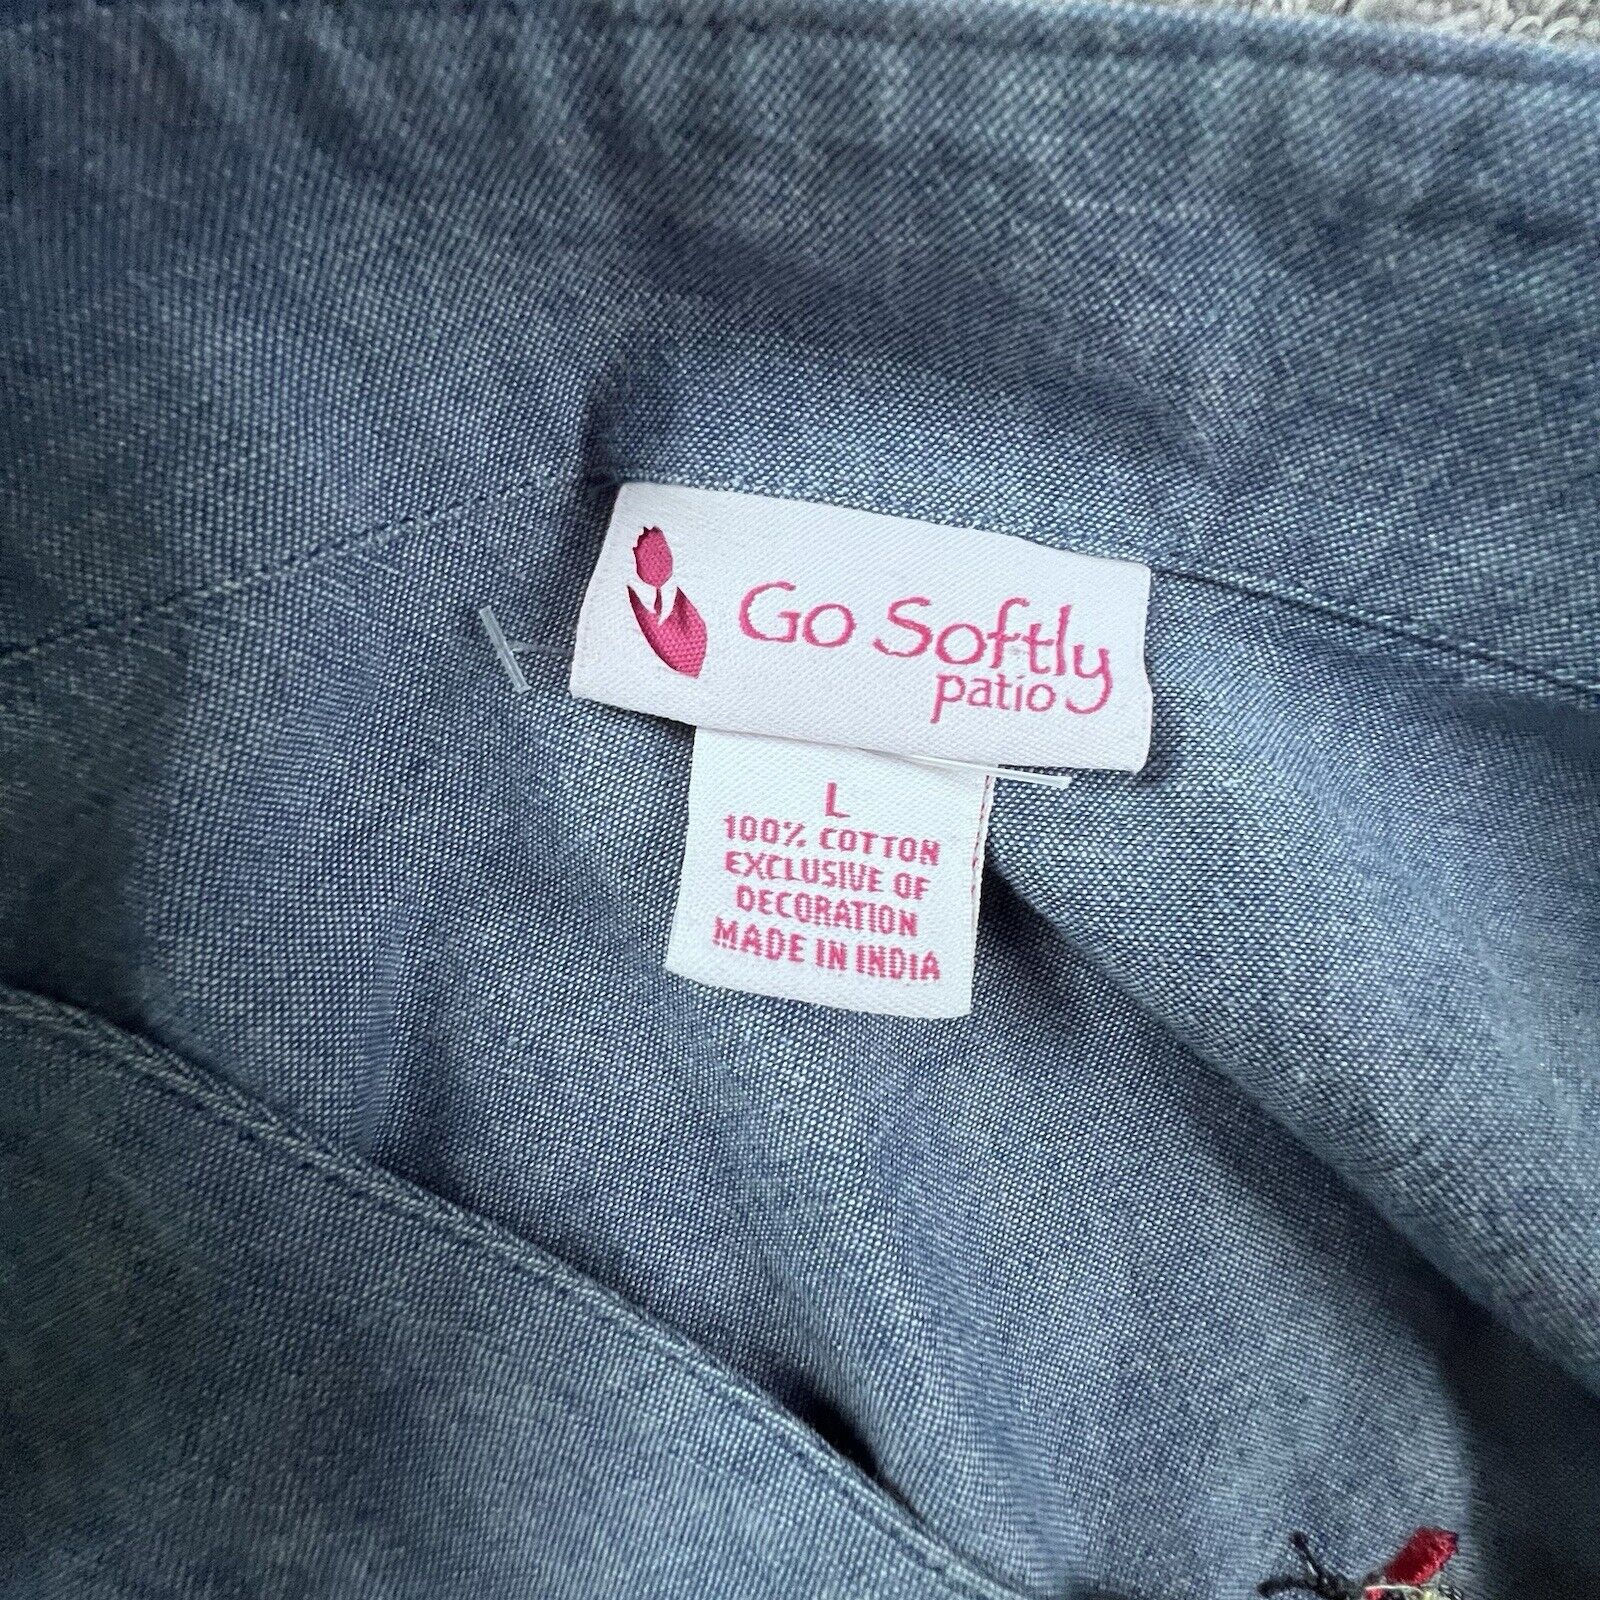 Go Softly
patio
L
100% COTTON
EXCLUSIVE OF
DECORATION
MADE IN INDIA